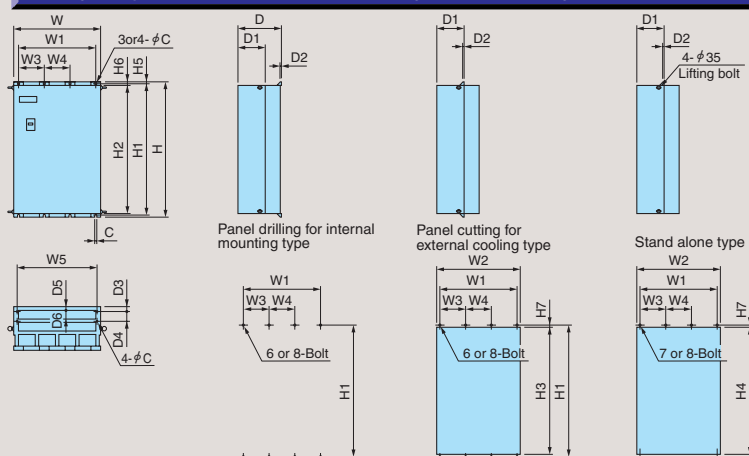 W
W1
W3 W4
3or4-φC
H6
H5
H2
H1
H
C
D
D1
D2
D1
D2
D1
D2
4-φ35
Lifting bolt
Panel drilling for internal
mounting type
Panel cutting for
external cooling type
Stand alone type
W5
D5
D3
D6
D4
4-φC
W1
W3 W4
6 or 8-Bolt
H1
W2
W1
W3 W4
6 or 8-Bolt
H7
H3
H1
W2
W1
W3 W4
7 or 8-Bolt
H7
H4